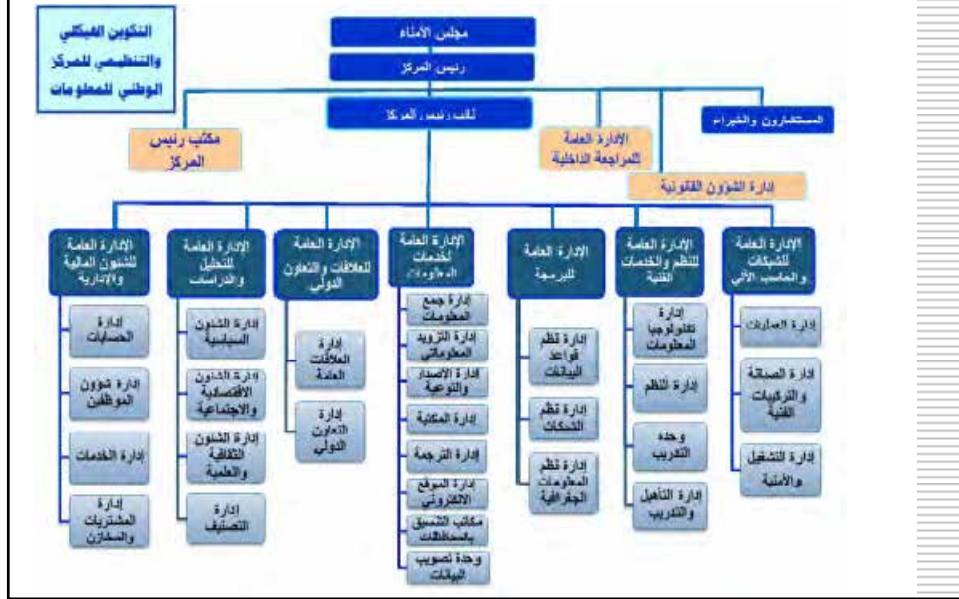 التكوين الهيكلي
والتنظيمي للمركز
الوطني للمعلومات
مجلس الأمناء
رئيس المركز
نائب رئيس المركز
المستشارون والخبراء
الإدارة العامة
للمراجعة الداخلية
مكتب رئيس
المركز
إدارة الشؤون القانونية
الإدارة العامة
للشبكات
والحاسب الآلي
إدارة العمليات
إدارة الصيانة
والتركيبات
الفنية
إدارة التشغيل
والأمنية
الإدارة العامة
للنظم والخدمات
الفنية
إدارة
تكنولوجيا
المعلومات
إدارة النظم
وحده
التدريب
إدارة التأهيل
والتدريب
الإدارة العامة
للبرمجة
إدارة نظم
قواعد
البيانات
إدارة نظم
الشبكات
إدارة نظم
المعلومات
الجغرافية
الإدارة العامة
لخدمات
المعلومات
إدارة جمع
المعلومات
إدارة التزويد
المعلوماتي
إدارة الاصدار
والتوعية
إدارة المكتبة
إدارة الترجمة
إدارة الموقع
الالكتروني
مكاتب التنسيق
بالمحافظات
وحدة تصويب
البيانات
الإدارة العامة
للعلاقات والتعاون
الدولي
إدارة
العلاقات
العامة
إدارة
التعاون
الدولي
الإدارة العامة
للتحليل
والدراسات
إدارة الشئون
السياسية
إدارة الشئون
الاقتصادية
والاجتماعية
إدارة الشئون
الثقافية
والعلمية
إدارة
التصنيف
الإدارة العامة
للشئون المالية
والإدارية
إدارة
الحسابات
إدارة شؤون
الموظفين
إدارة الخدمات
إدارة
المشتريات
والمخازن